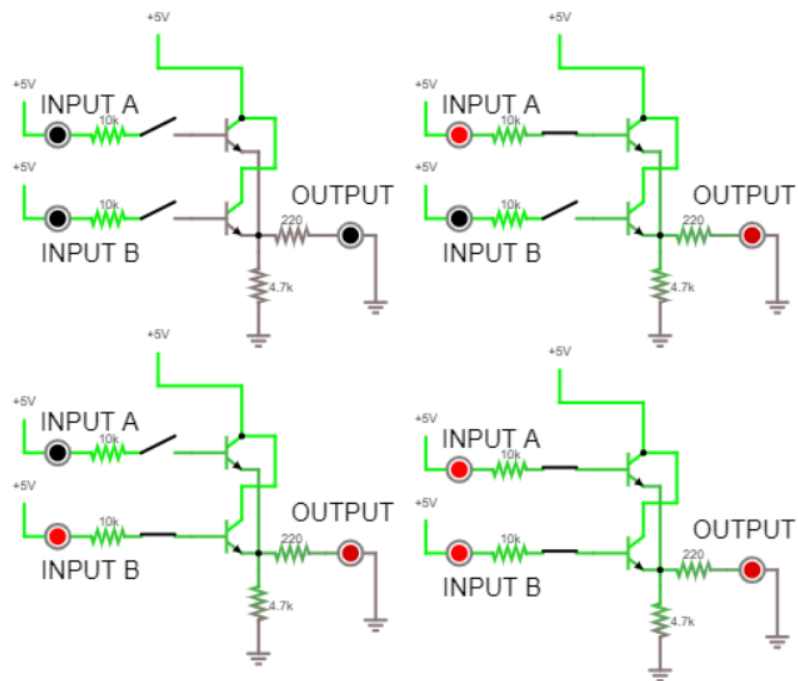 +5V
+5V
INPUT A
10k
+5V
10k
INPUT B
OUTPUT
220
4.7k
+5V
+5V
INPUT A
10k
+5V
10k
INPUT B
OUTPUT
220
4.7k
+5V
+5V
INPUT A
10k
+5V
10k
INPUT B
OUTPUT
220
4.7k
+5V
+5V
INPUT A
10k
+5V
10k
INPUT B
OUTPUT
220
4.7k